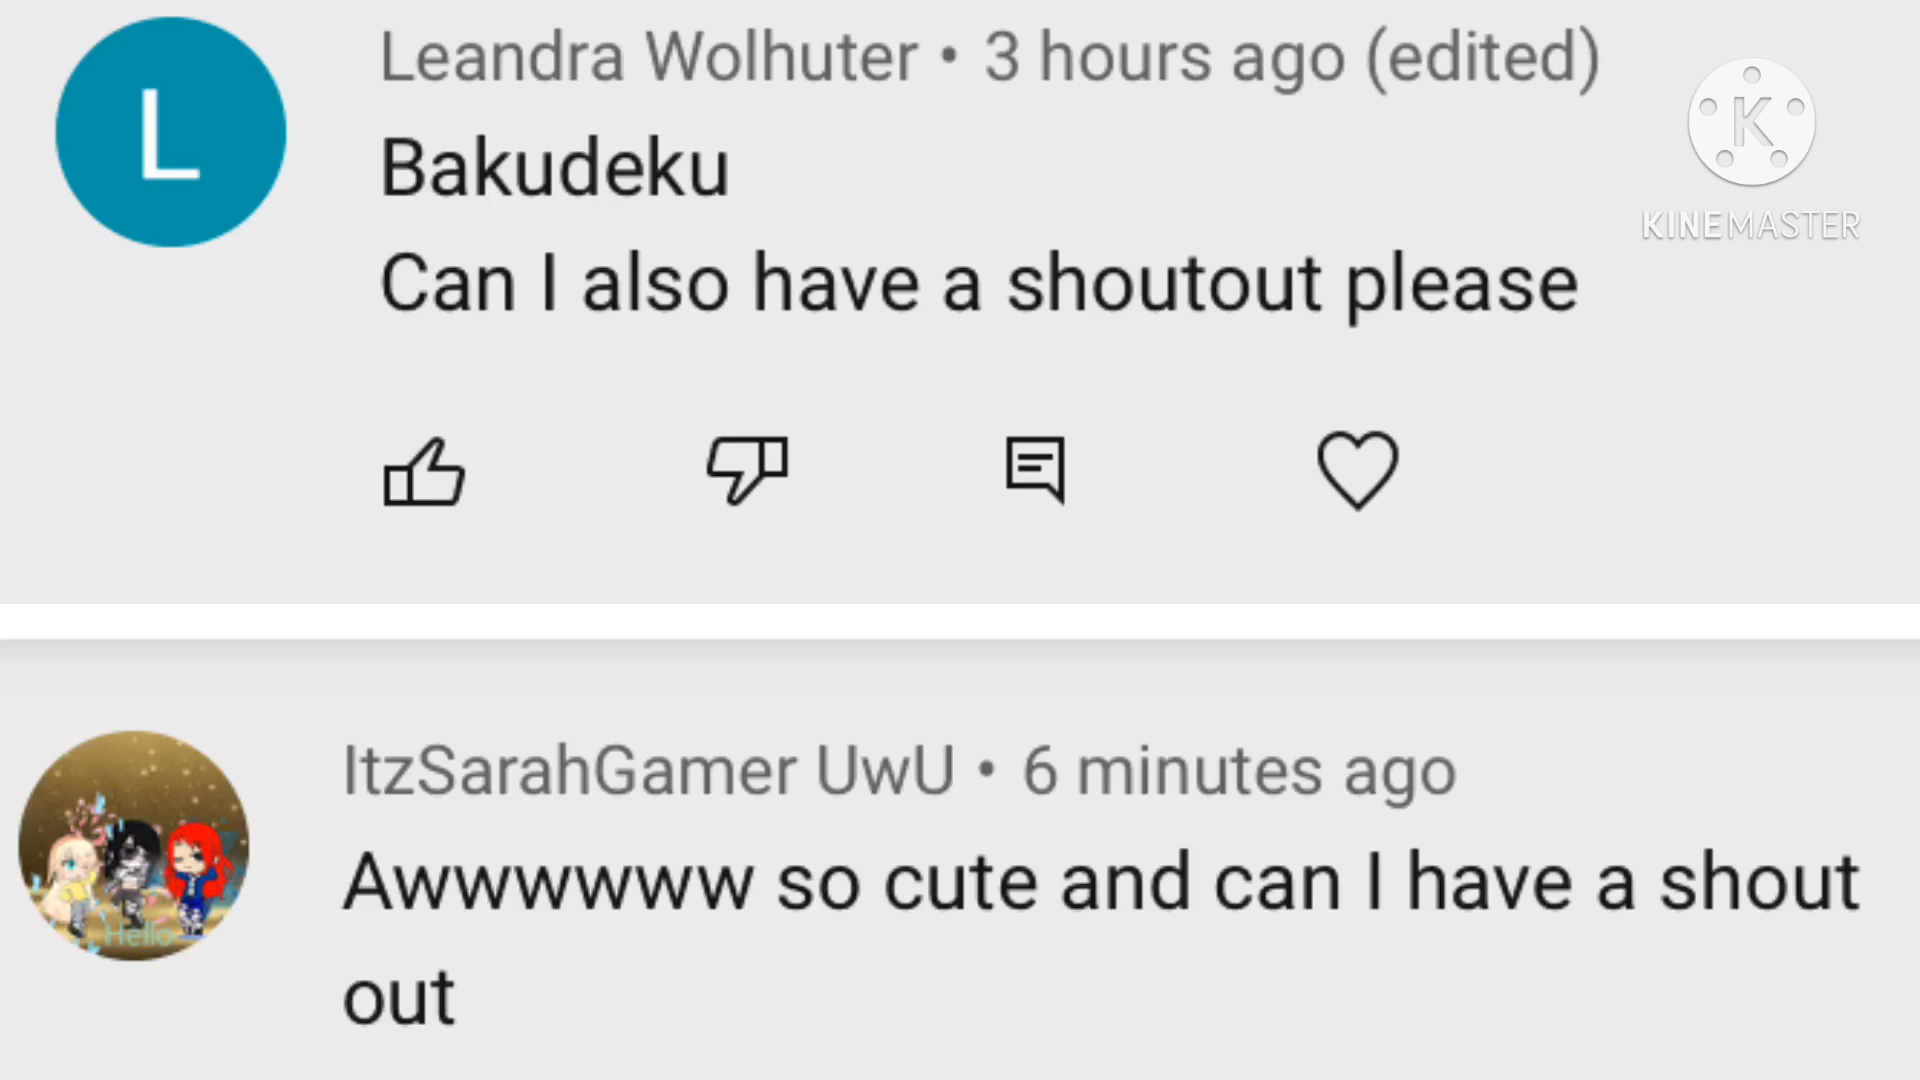 L
Leandra Wolhuter • 3 hours ago (edited)
Bakudeku
Can I also have a shoutout please
K
KINEMASTER
ItzSarahGamer UwU • 6 minutes ago
Awwwwww so cute and can I have a shout
out
Hello